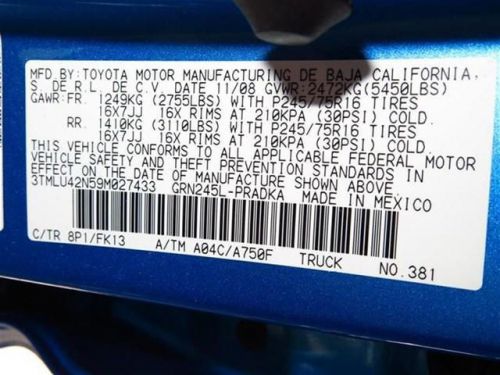 MFD.BY:TOYOTA MOTOR MANUFACTURING DE BAJA CALIFORNIA,
S DE R.L. DE C.V. DATE 11/08 GVWR:2472KG(5450LBS)
GAWR:FR. 1249KG (2755LBS) WITH P245/75R16 TIRES
16X7JJ 16X RIMS AT 210KPA (30PSI) COLD.
RR. 1410KG (3110LBS) WITH P245/75R16 TIRES
16X7JJ RIMS AT 210KPA (30PSI) COLD.
THIS VEHICLE CONFORMS TO ALL APPLICABLE FEDERAL MOTOR
VEHICLE SAFETY AND THEFT PREVENTION STANDARDS IN
EFFECT ON THE DATE OF MANUFACTURE SHOWN ABOVE.
3TMLU42N59M027433 GRN245L-PRADKA MADE IN MEXICO
C/TR 8P1/FK13 A/TM A04C/A750F TRUCK NO.381